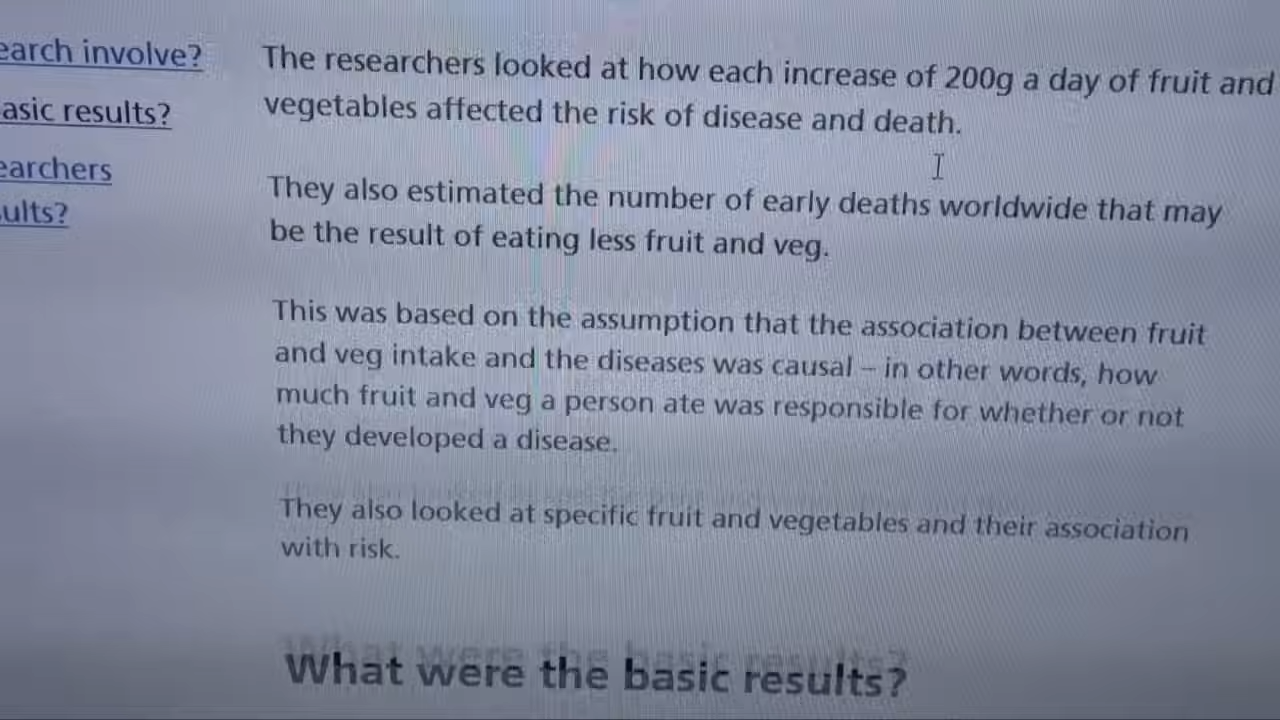 earch involve?
asic results?
earchers
ults?
The researchers looked at how each increase of 200g a day of fruit and
vegetables affected the risk of disease and death.
They also estimated the number of early deaths worldwide that may
be the result of eating less fruit and veg.
This was based on the assumption that the association between fruit
and veg intake and the diseases was causal – in other words, how
much fruit and veg a person ate was responsible for whether or not
they developed a disease.
They also looked at specific fruit and vegetables and their association
with risk.
What were the basic results?